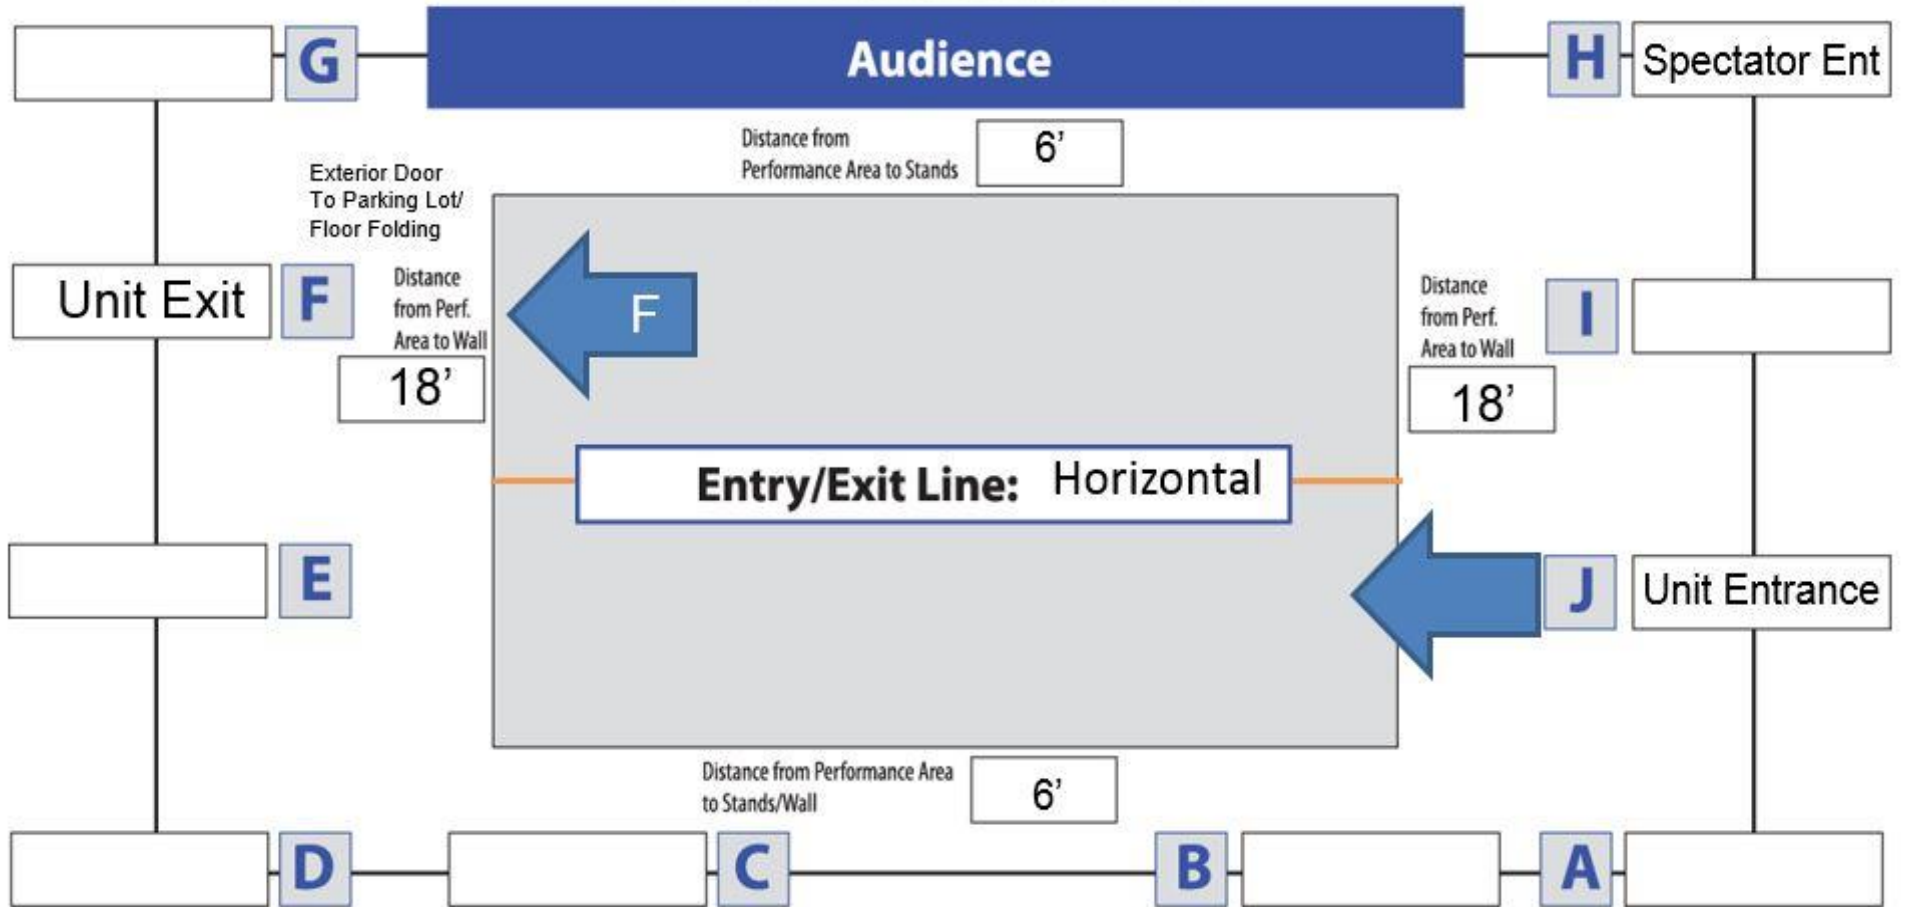 G
Audience
H
Spectator Ent
Distance from
Performance Area to Stands
6’
Exterior Door
To Parking Lot/
Floor Folding
Unit Exit
F
Distance
from Perf.
Area to Wall
18’
F
Distance
from Perf.
Area to Wall
18’
I
Entry/Exit Line: Horizontal
E
J
Unit Entrance
Distance from Performance Area
to Stands/Wall
6’
D
C
B
A